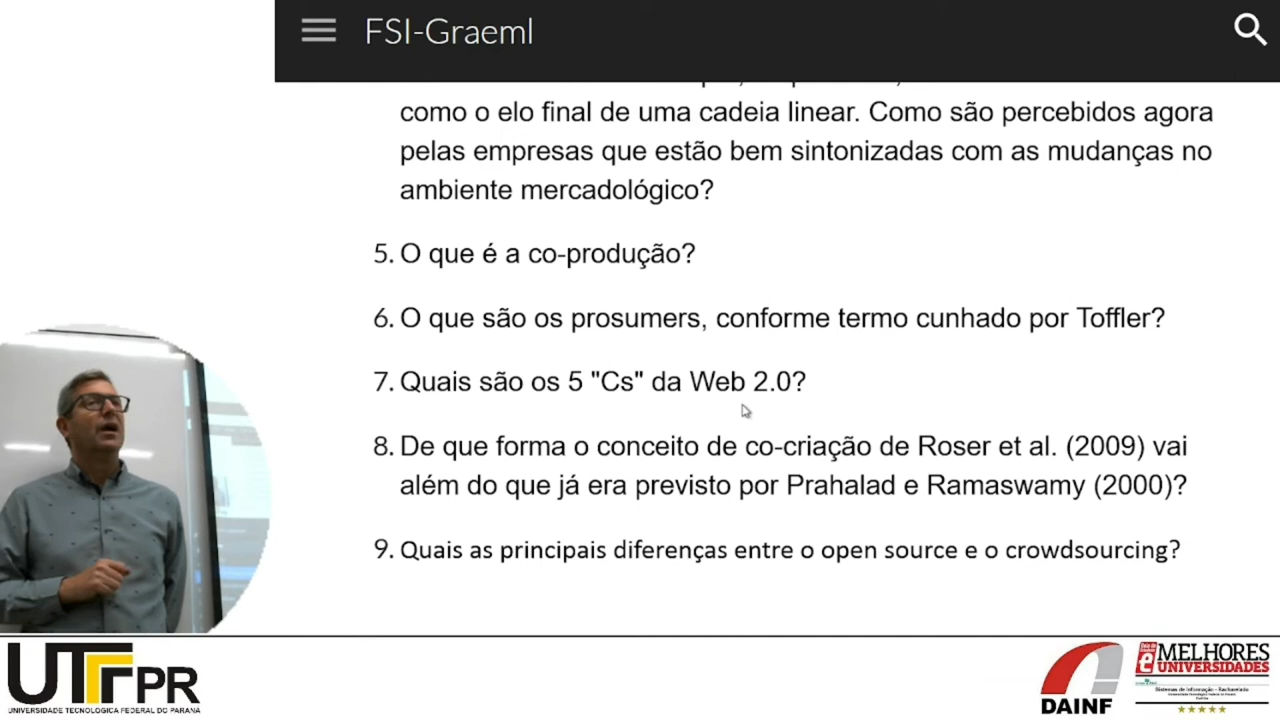 FSI-Graeml
como o elo final de uma cadeia linear. Como são percebidos agora
pelas empresas que estão bem sintonizadas com as mudanças no
ambiente mercadológico?
5. O que é a co-produção?
6. O que são os prosumers, conforme termo cunhado por Toffler?
7. Quais são os 5 "Cs" da Web 2.0?
8. De que forma o conceito de co-criação de Roser et al. (2009) vai
além do que já era previsto por Prahalad e Ramaswamy (2000)?
9. Quais as principais diferenças entre o open source e o crowdsourcing?
UTFPR
UNIVERSIDADE TECNOLÓGICA FEDERAL DO PARANÁ
DAINF
MELHORES
UNIVERSIDADES
Sistemas de Informação - Bacharelado